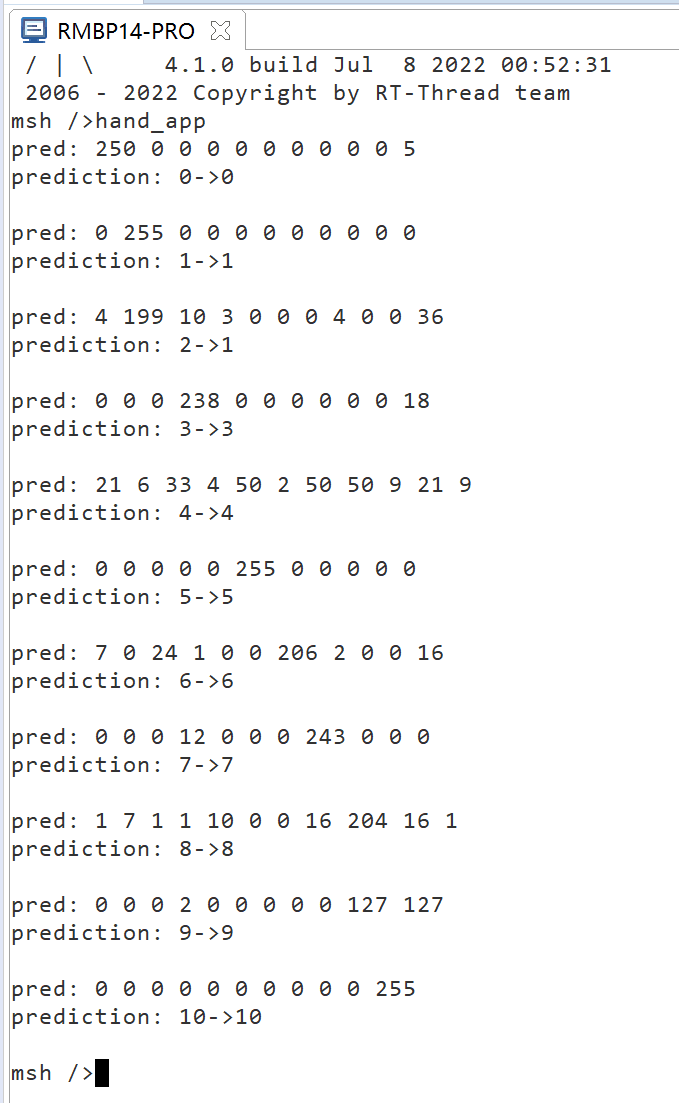 RMBP14-PRO
/ | \     4.1.0 build Jul  8 2022 00:52:31
2006 - 2022 Copyright by RT-Thread team
msh />hand_app
pred: 250 0 0 0 0 0 0 0 0 0 5
prediction: 0->0
pred: 0 255 0 0 0 0 0 0 0 0 0
prediction: 1->1
pred: 4 199 10 3 0 0 0 4 0 0 36
prediction: 2->1
pred: 0 0 0 238 0 0 0 0 0 0 18
prediction: 3->3
pred: 21 6 33 4 50 2 50 50 9 21 9
prediction: 4->4
pred: 0 0 0 0 0 255 0 0 0 0 0
prediction: 5->5
pred: 7 0 24 1 0 0 206 2 0 0 16
prediction: 6->6
pred: 0 0 0 12 0 0 0 243 0 0 0
prediction: 7->7
pred: 1 7 1 1 10 0 0 16 204 16 1
prediction: 8->8
pred: 0 0 0 2 0 0 0 0 0 127 127
prediction: 9->9
pred: 0 0 0 0 0 0 0 0 0 0 255
prediction: 10->10
msh />